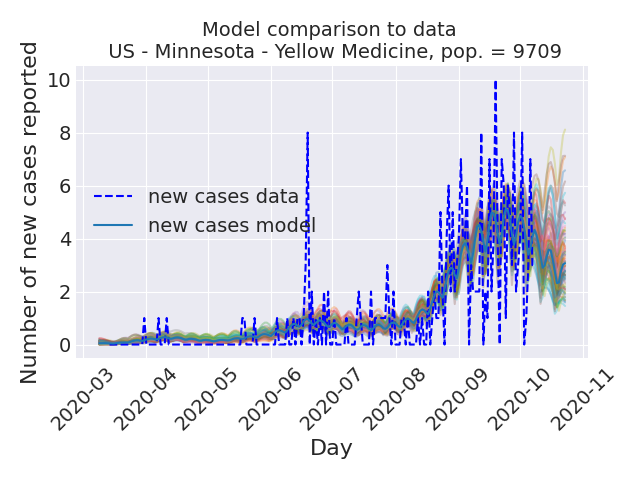 Model comparison to data
US - Minnesota - Yellow Medicine, pop. = 9709
Number of new cases reported
10
8
6
4
2
0
new cases data
new cases model
2020-03
2020-04
2020-05
2020-06
2020-07
2020-08
2020-09
2020-10
2020-11
Day